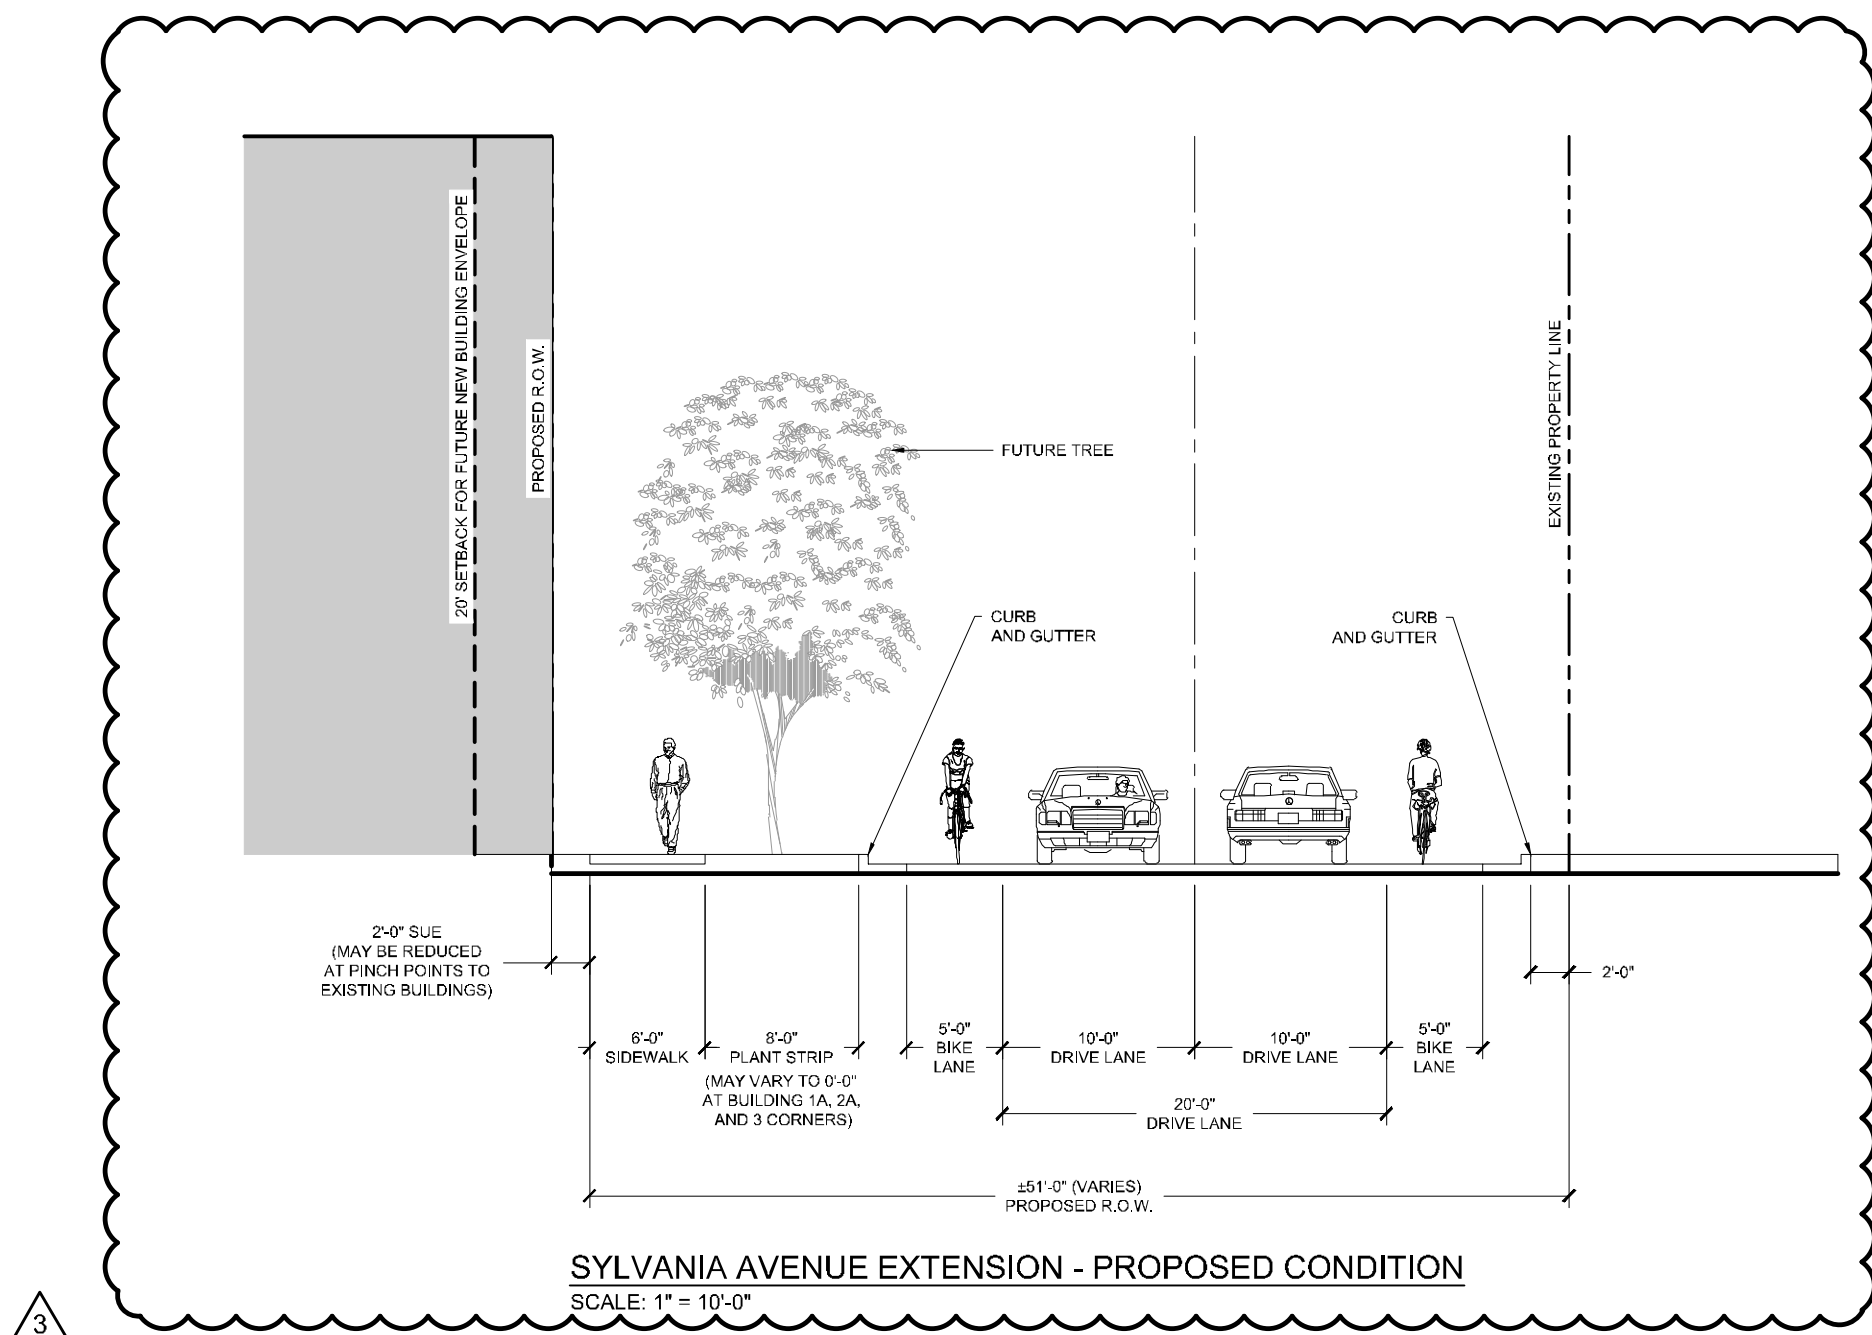 20' SETBACK FOR FUTURE NEW BUILDING ENVELOPE
PROPOSED R.O.W.
EXISTING PROPERTY LINE
FUTURE TREE
CURB
AND GUTTER
CURB
AND GUTTER
2'-0" SUE
(MAY BE REDUCED
AT PINCH POINTS TO
EXISTING BUILDINGS)
2'-0"
6'-0"
SIDEWALK
8'-0"
PLANT STRIP
(MAY VARY TO 0'-0"
AT BUILDING 1A, 2A,
AND 3 CORNERS)
5'-0"
BIKE
LANE
10'-0"
DRIVE LANE
10'-0"
DRIVE LANE
5'-0"
BIKE
LANE
20'-0"
DRIVE LANE
±51'-0" (VARIES)
PROPOSED R.O.W.
SYLVANIA AVENUE EXTENSION - PROPOSED CONDITION
SCALE: 1" = 10'-0"
3